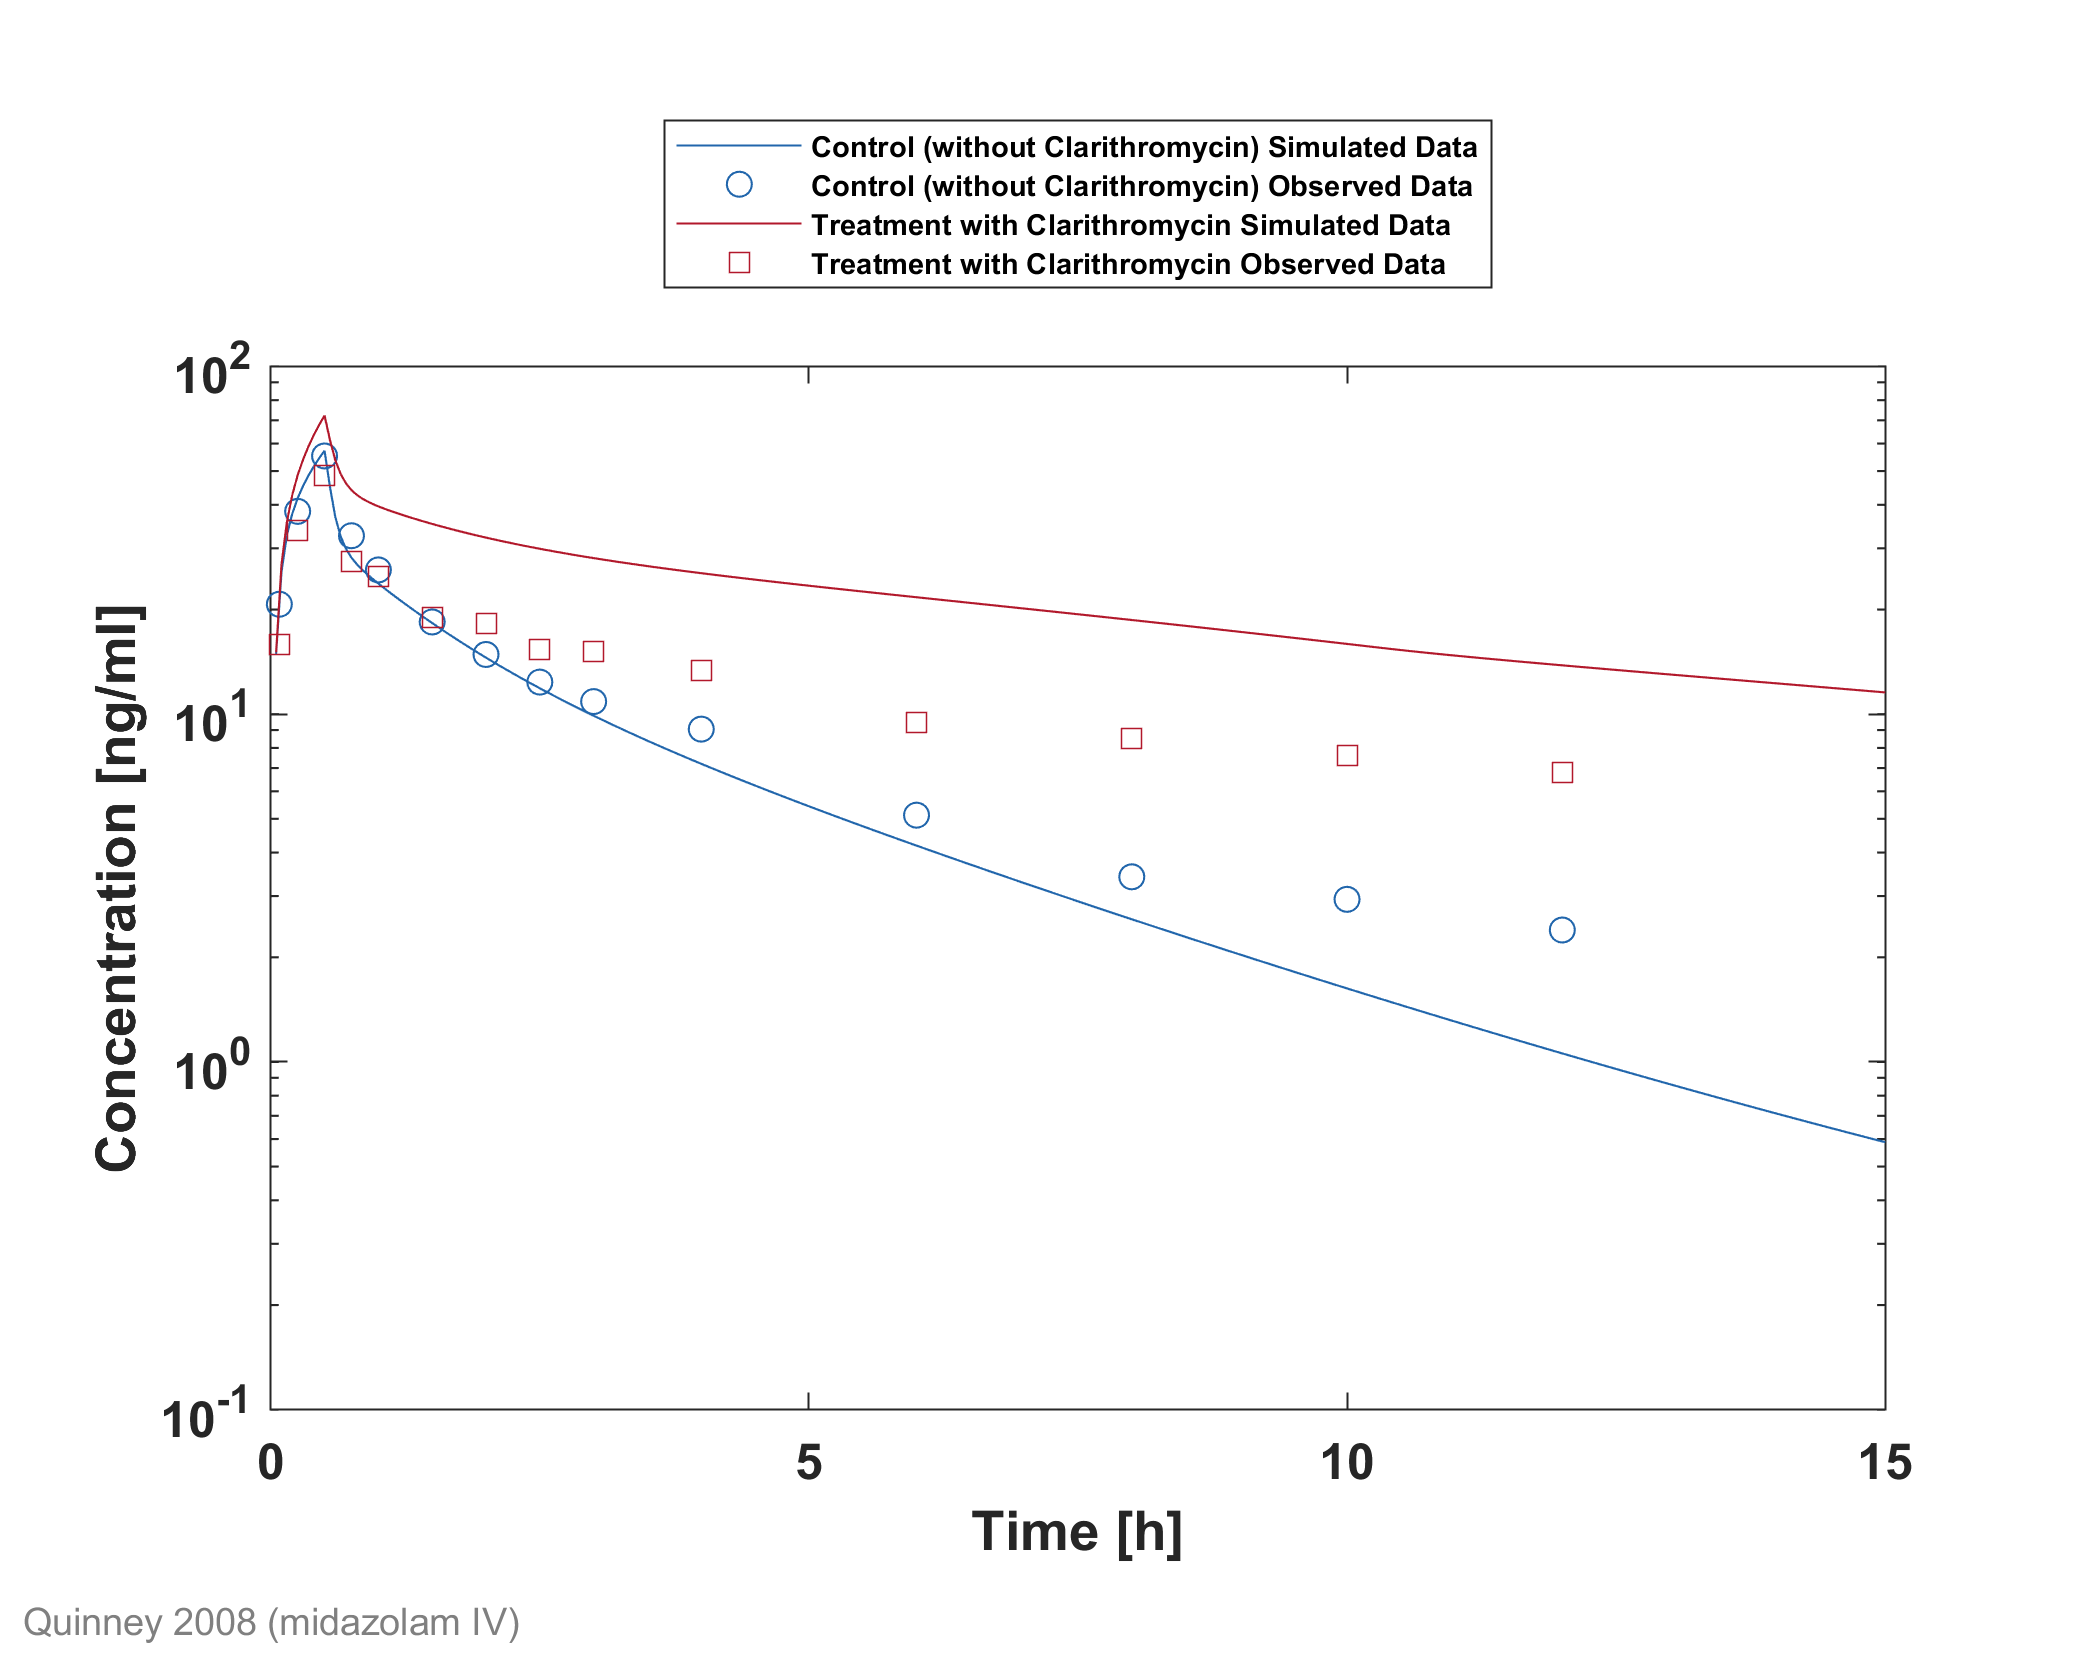 Control (without Clarithromycin) Simulated Data
Control (without Clarithromycin) Observed Data
Treatment with Clarithromycin Simulated Data
Treatment with Clarithromycin Observed Data
10^2
10^1
10^0
10^-1
Concentration [ng/ml]
0 5 10 15
Time [h]
Quinney 2008 (midazolam IV)